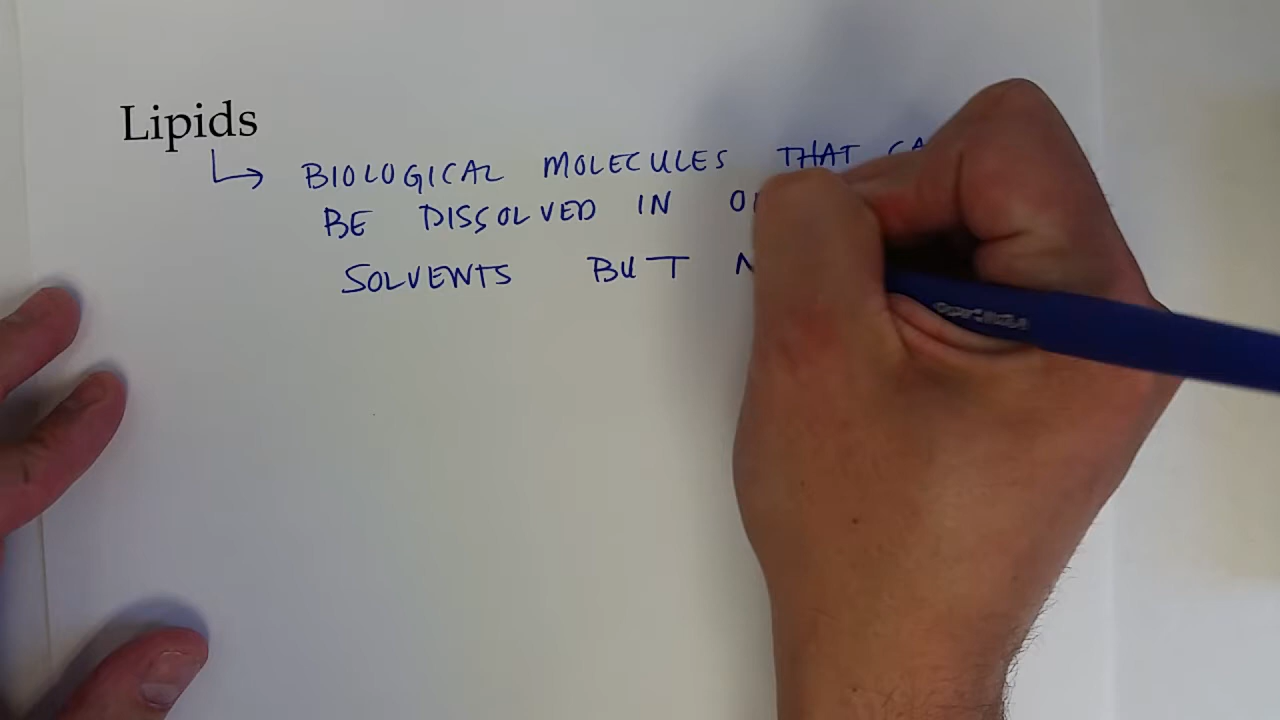 Lipids
BIOLOGICAL MOLECULES THAT
BE DISSOLVED IN
SOLVENTS BUT